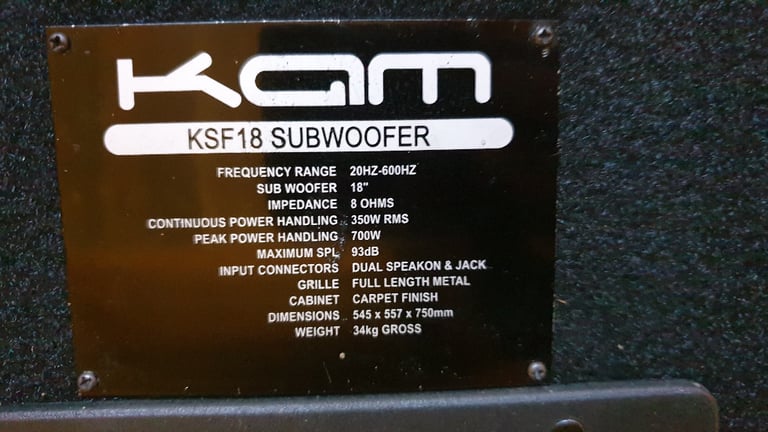 KAM
KSF18 SUBWOOFER
FREQUENCY RANGE 20HZ-600HZ
SUB WOOFER 18"
IMPEDANCE 8 OHMS
CONTINUOUS POWER HANDLING 350W RMS
PEAK POWER HANDLING 700W
MAXIMUM SPL 93dB
INPUT CONNECTORS DUAL SPEAKON & JACK
GRILLE FULL LENGTH METAL
CABINET CARPET FINISH
DIMENSIONS 545 x 557 x 750mm
WEIGHT 34kg GROSS